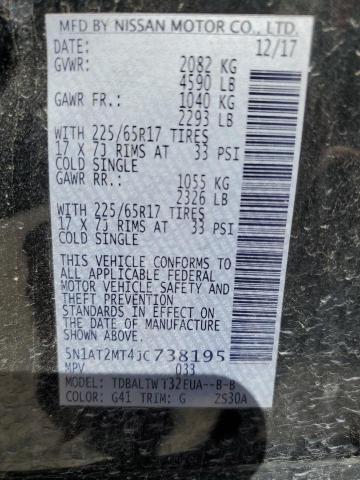 MFD BY NISSAN MOTOR CO., LTD.
DATE: 12/17
GVWR: 2082 KG
4590 LB
GAWR FR.: 1040 KG
2293 LB
WITH 225/65R17 TIRES
17 X 7J RIMS AT 33 PSI
COLD SINGLE
GAWR RR.: 1055 KG
2326 LB
WITH 225/65R17 TIRES
17 X 7J RIMS AT 33 PSI
COLD SINGLE
THIS VEHICLE CONFORMS TO
ALL APPLICABLE FEDERAL
MOTOR VEHICLE SAFETY AND
THEFT PREVENTION
STANDARDS IN EFFECT ON
THE DATE OF MANUFACTURE
SHOWN ABOVE.
5N1AT2MT4JC738195
MPV 033
MODEL: TDBALTWT32EUA--B-B
COLOR: G41 TRIM: G ZS30A